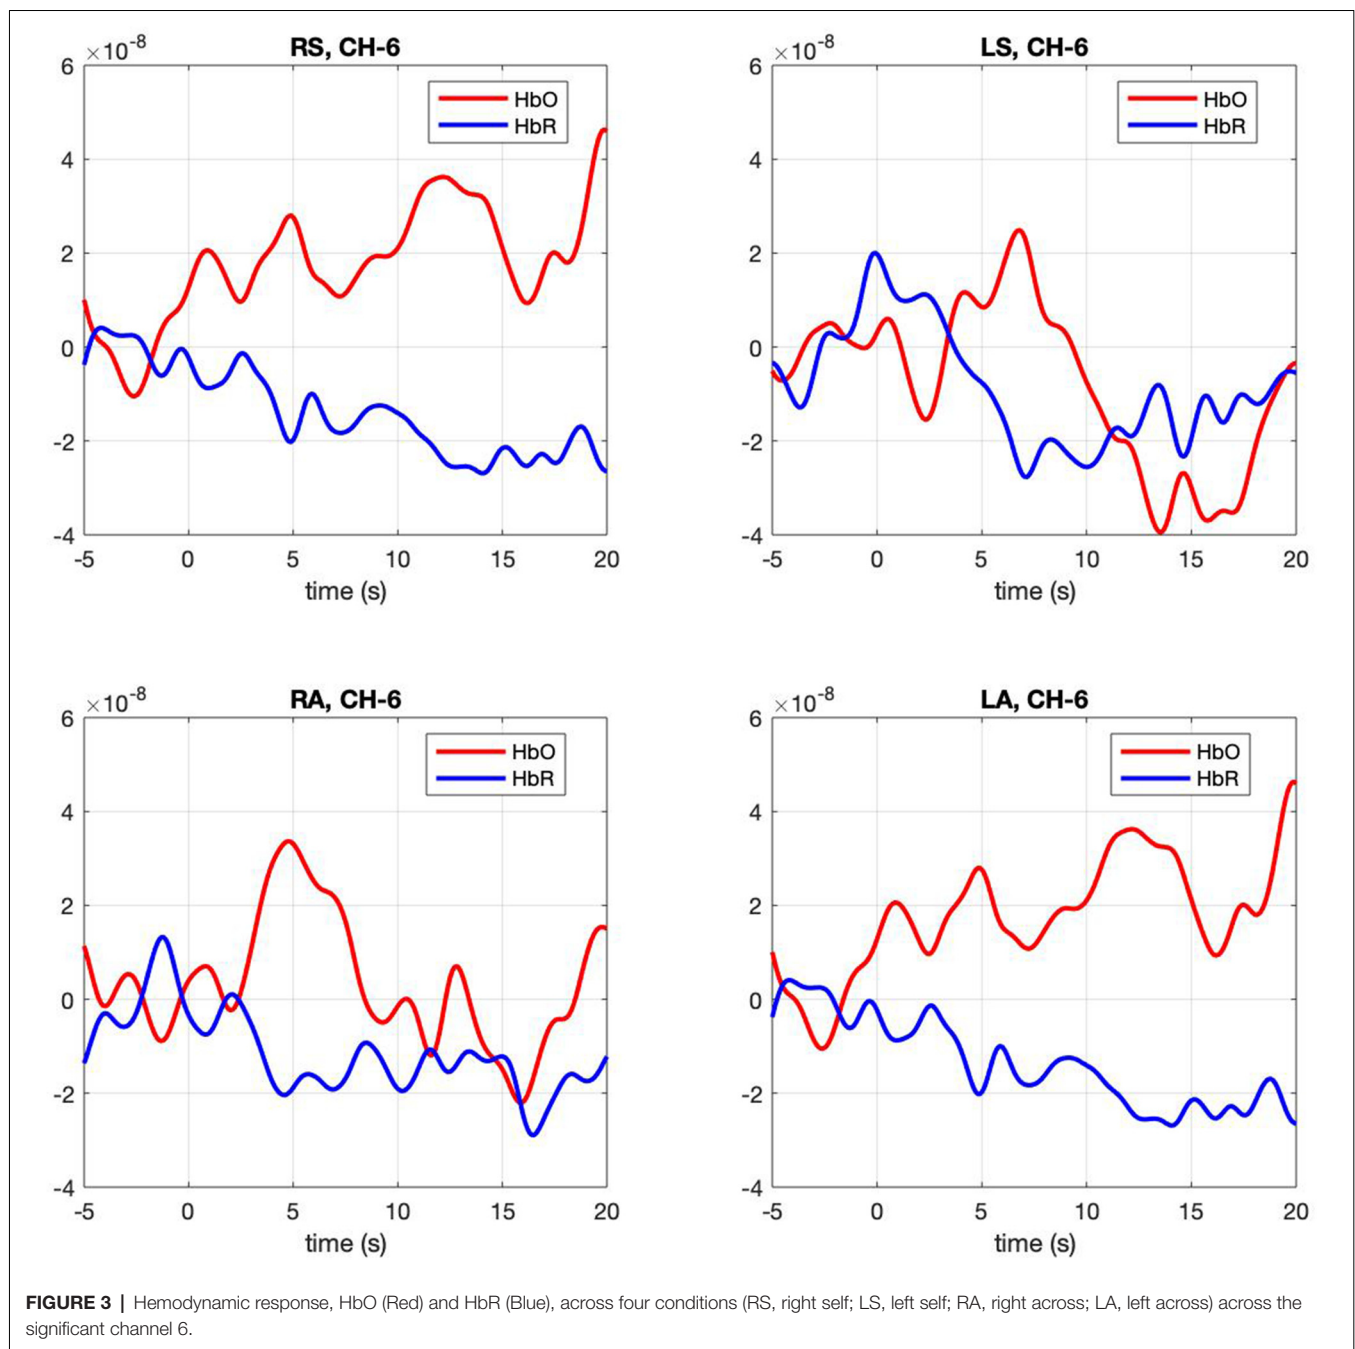 ×10-8
RS, CH-6
6
4
2
0
-2
-4
HbO
HbR
-5 0 5 10 15 20
time (s)
×10-8
LS, CH-6
6
4
2
0
-2
-4
HbO
HbR
-5 0 5 10 15 20
time (s)
×10-8
RA, CH-6
6
4
2
0
-2
-4
HbO
HbR
-5 0 5 10 15 20
time (s)
×10-8
LA, CH-6
6
4
2
0
-2
-4
HbO
HbR
-5 0 5 10 15 20
time (s)
FIGURE 3 | Hemodynamic response, HbO (Red) and HbR (Blue), across four conditions (RS, right self; LS, left self; RA, right across; LA, left across) across the
significant channel 6.